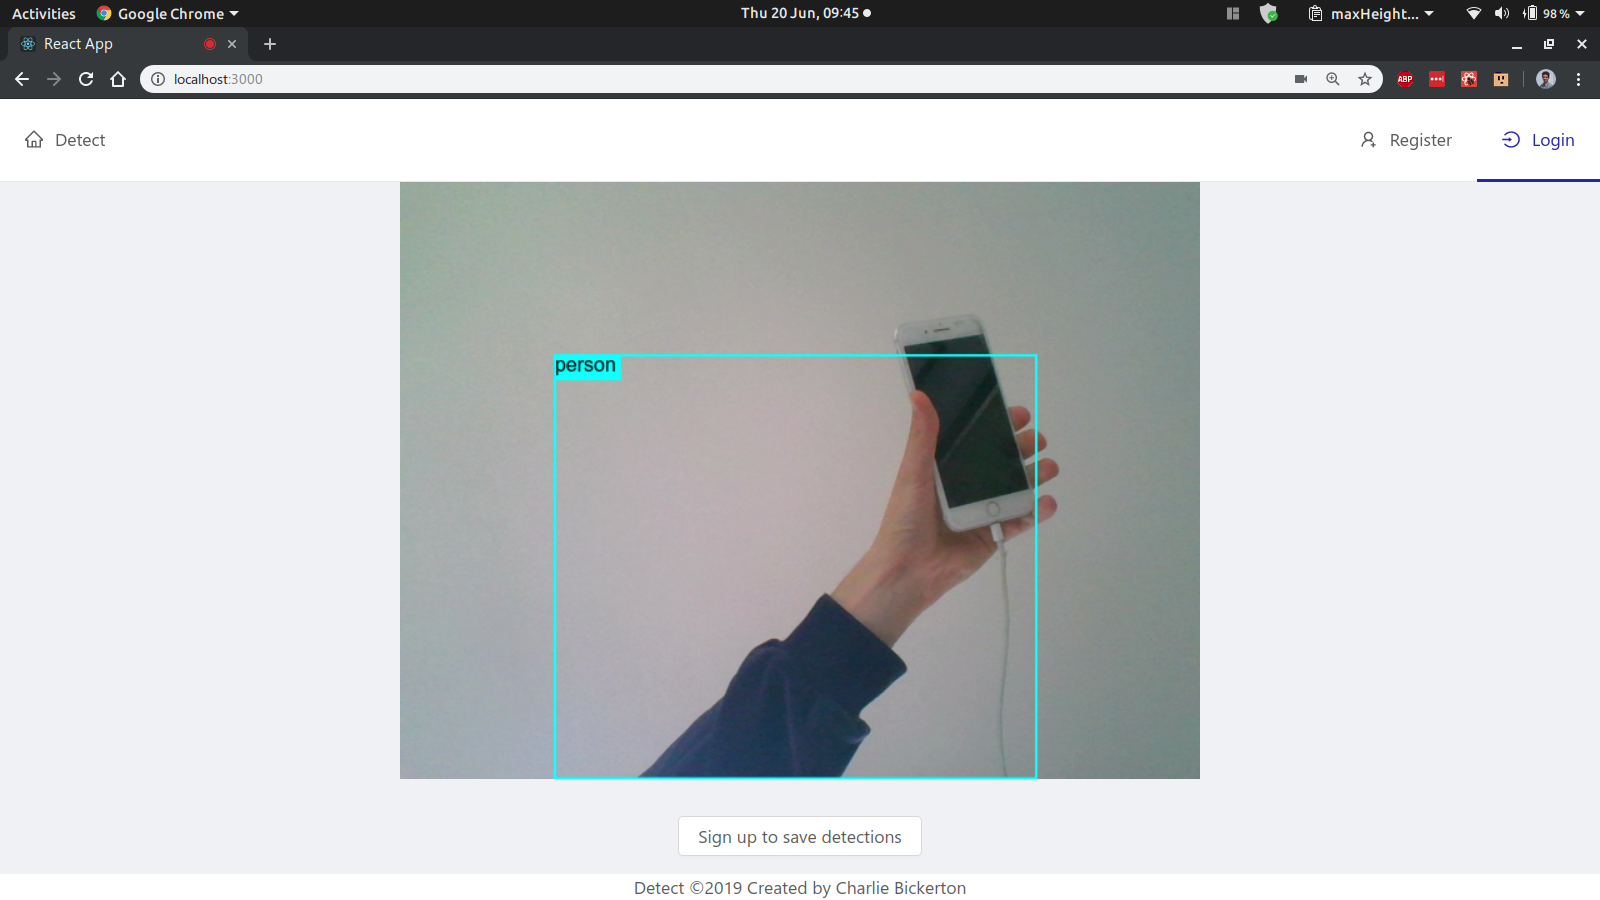 Activities
Google Chrome
Thu 20 Jun, 09:45
maxHeight...
98 %
React App
localhost:3000
ABP
Detect
Register
Login
person
Sign up to save detections
Detect ©2019 Created by Charlie Bickerton